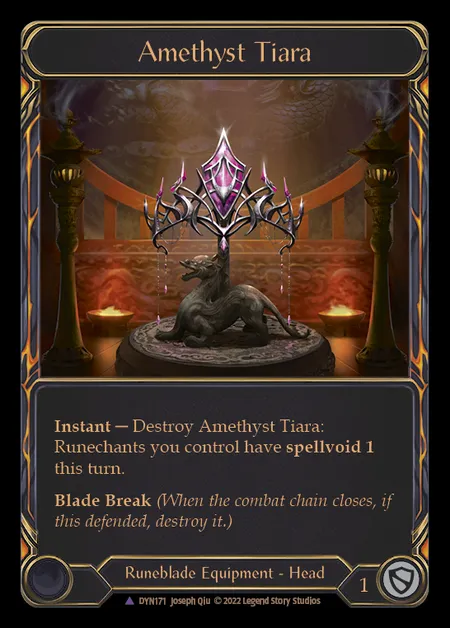 Amethyst Tiara
Instant — Destroy Amethyst Tiara:
Runechants you control have spellvoid 1
this turn.
Blade Break (When the combat chain closes, if
this defended, destroy it.)
Runeblade Equipment - Head
1
DYN171 Joseph Qiu © 2022 Legend Story Studios